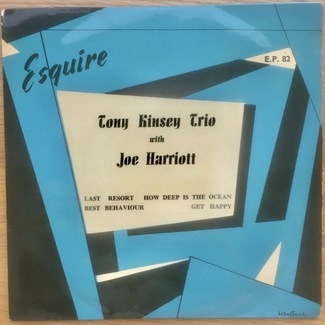 Esquire
E.P. 82
Tony Kinsey Trio
with
Joe Harriott
LAST RESORT HOW DEEP IS THE OCEAN
BEST BEHAVIOUR GET HAPPY